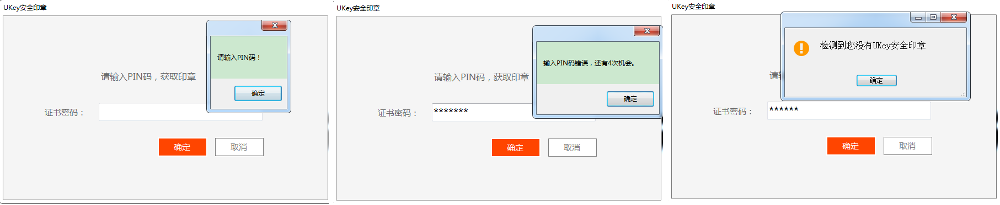 UKey安全印章
请输入PIN码！
确定
请输入PIN码，获取印章
证书密码：
确定
取消
UKey安全印章
输入PIN码错误，还有4次机会。
确定
请输入PIN码，获取印章
证书密码：
*******
确定
取消
UKey安全印章
检测到您没有UKey安全印章
确定
请
证书密码：
******
确定
取消